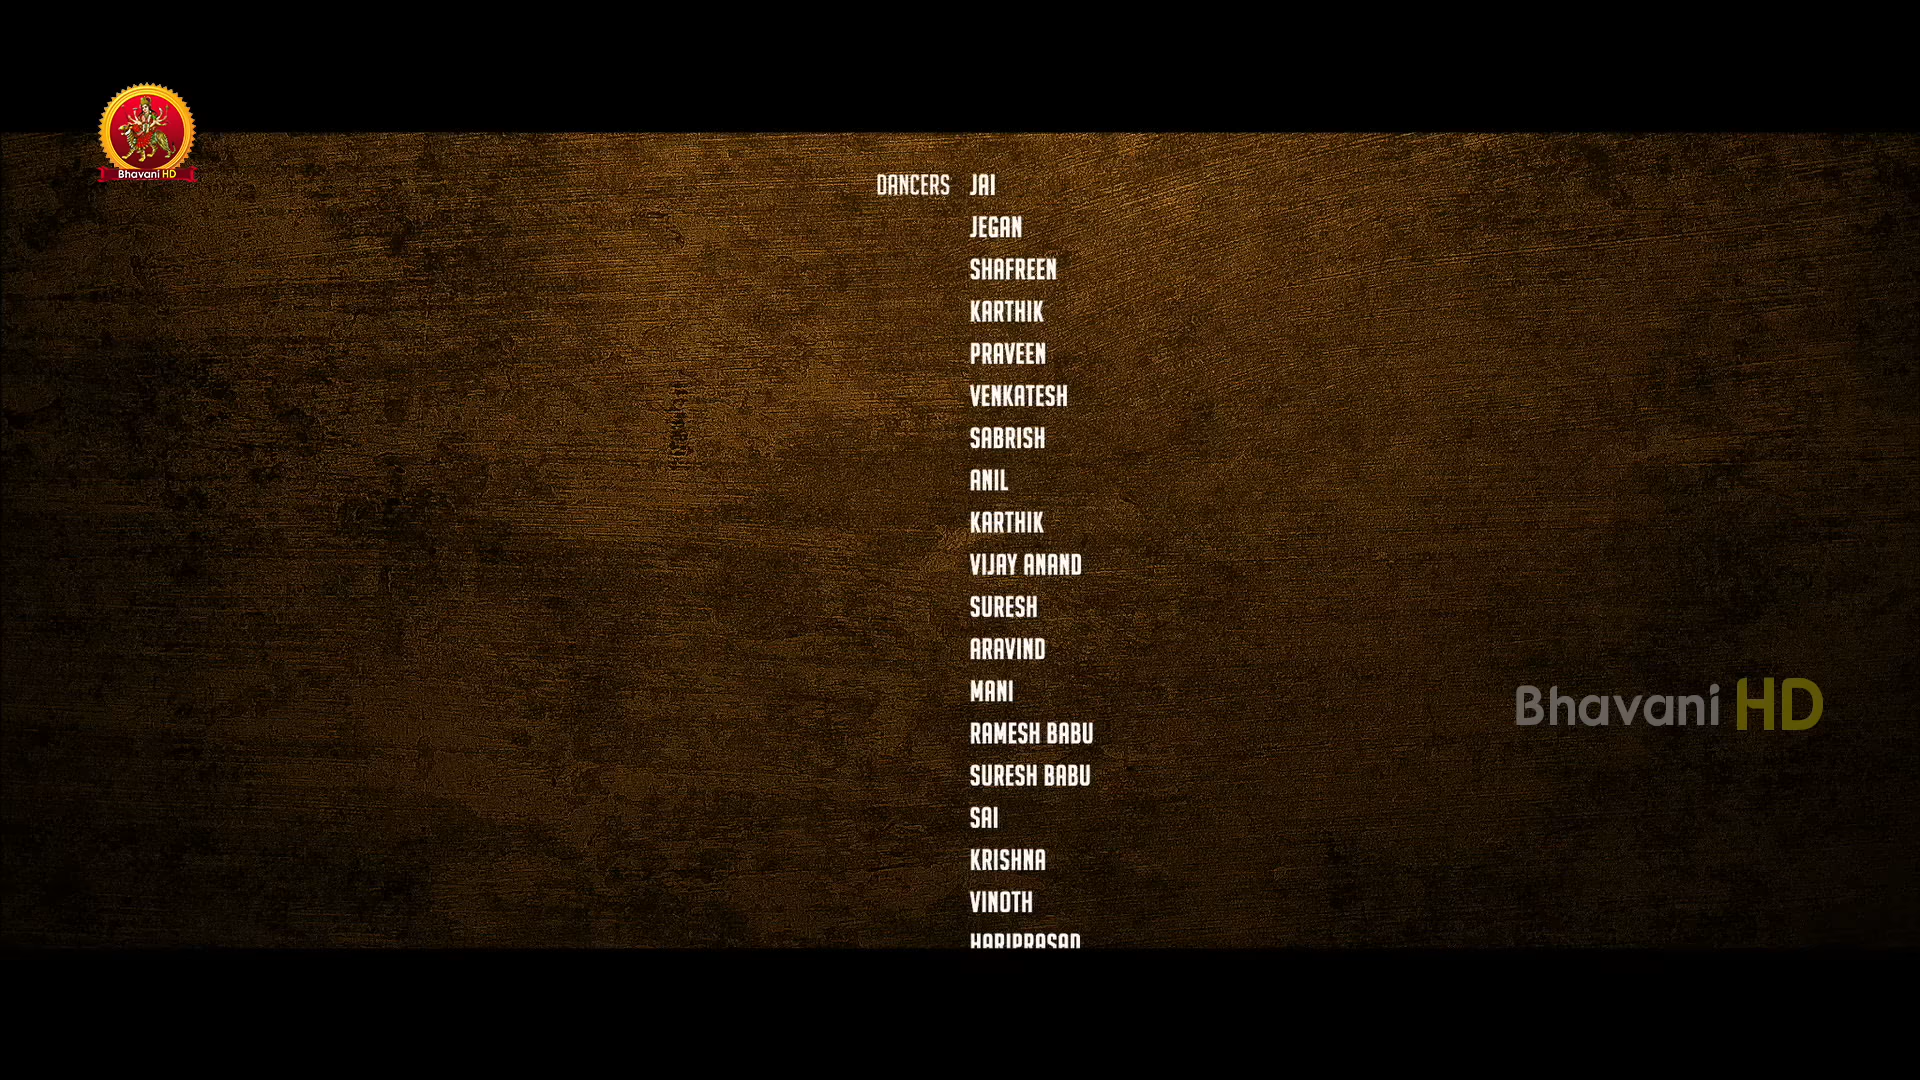 Bhavani HD
DANCERS JAI
JEGAN
SHAFREEN
KARTHIK
PRAVEEN
VENKATESH
SABRISH
ANIL
KARTHIK
VIJAY ANAND
SURESH
ARAVIND
MANI
Bhavani HD
RAMESH BABU
SURESH BABU
SAI
KRISHNA
VINOTH
HARIPRASAD